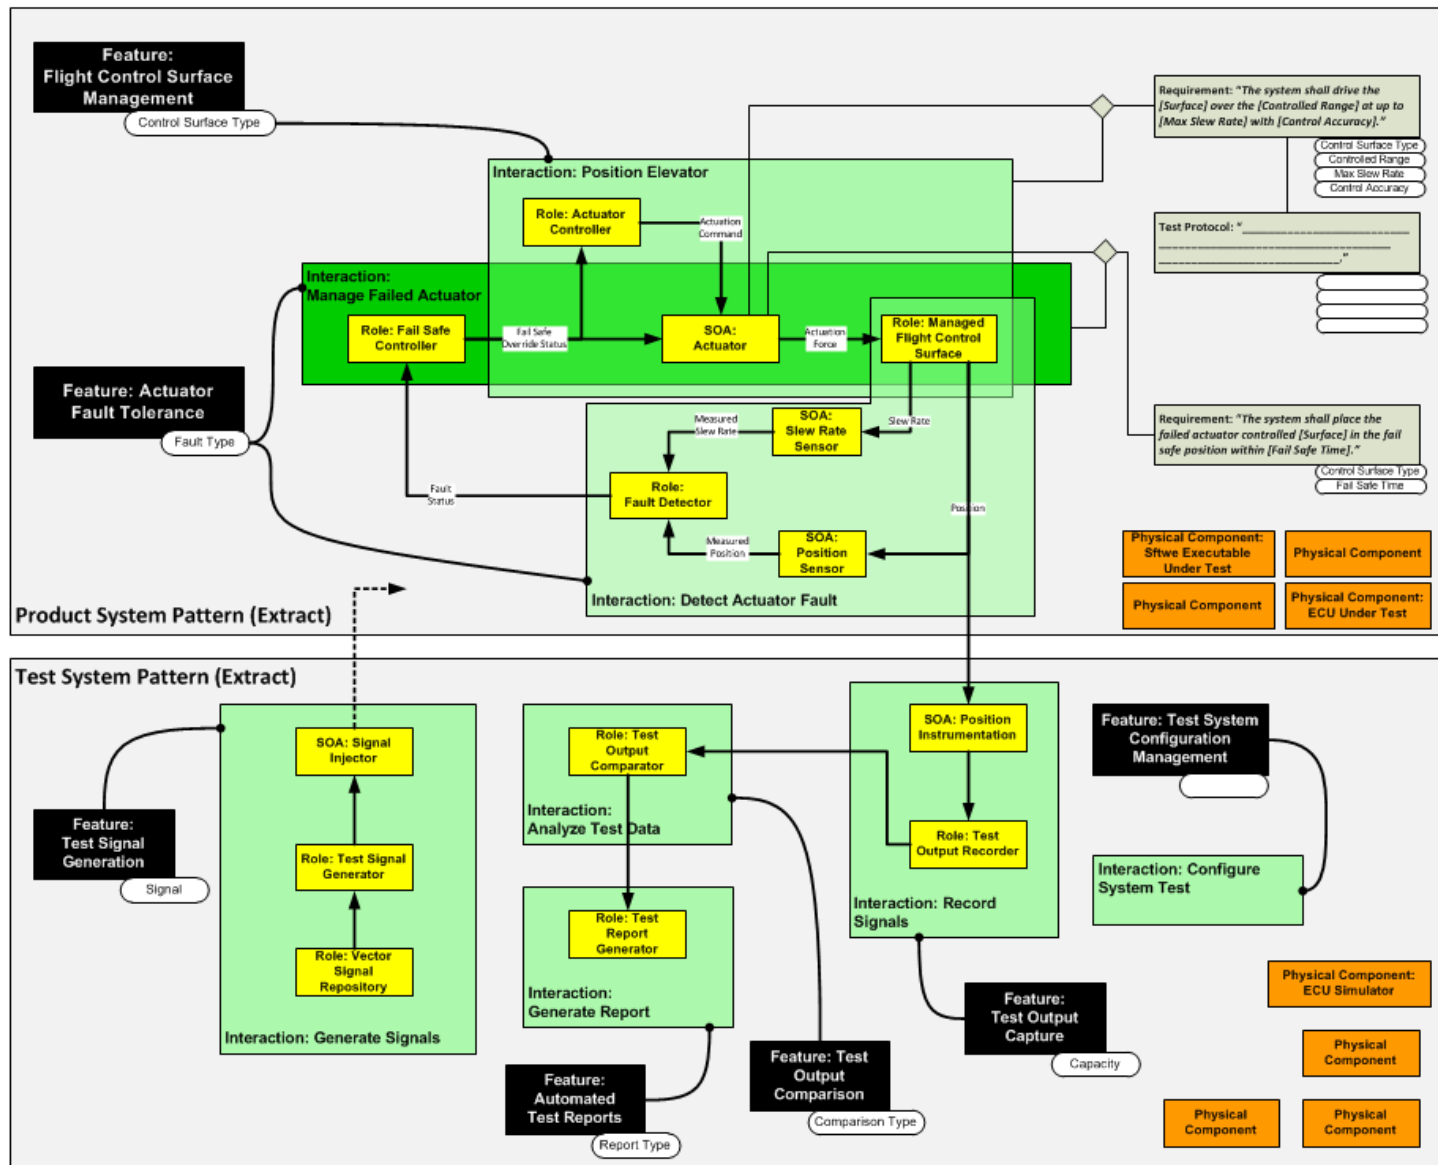 Feature:
Flight Control Surface
Management
Control Surface Type
Requirement: "The system shall drive the
[Surface] over the [Controlled Range] at up to
[Max Slew Rate] with [Control Accuracy]."
Control Surface Type
Controlled Range
Max Slew Rate
Control Accuracy
Interaction: Position Elevator
Role: Actuator
Controller
Actuation
Command
Test Protocol: "__________________________
____________________________________
____________________________."
Interaction:
Manage Failed Actuator
Role: Fail Safe
Controller
Fail Safe
Override Status
SOA:
Actuator
Actuation
Force
Role: Managed
Flight Control
Surface
Feature: Actuator
Fault Tolerance
Fault Type
Measured
Slew Rate
SOA:
Slew Rate
Sensor
Slew Rate
Requirement: "The system shall place the
failed actuator controlled [Surface] in the fail
safe position within [Fail Safe Time]."
Control Surface Type
Fail Safe Time
Fault
Status
Role:
Fault Detector
Position
Measured
Position
SOA:
Position
Sensor
Interaction: Detect Actuator Fault
Physical Component:
Sftwe Executable
Under Test
Physical Component
Physical Component
Physical Component:
ECU Under Test
Product System Pattern (Extract)
Test System Pattern (Extract)
SOA: Signal
Injector
Role: Test
Output
Comparator
SOA: Position
Instrumentation
Feature: Test System
Configuration
Management
Feature:
Test Signal
Generation
Signal
Interaction:
Analyze Test Data
Role: Test Signal
Generator
Role: Test
Output Recorder
Interaction: Configure
System Test
Interaction: Record
Signals
Role: Test
Report
Generator
Role: Vector
Signal
Repository
Interaction:
Generate Report
Interaction: Generate Signals
Physical Component:
ECU Simulator
Feature:
Test Output
Capture
Capacity
Physical
Component
Feature: Test
Output
Comparison
Comparison Type
Feature:
Automated
Test Reports
Report Type
Physical
Component
Physical
Component